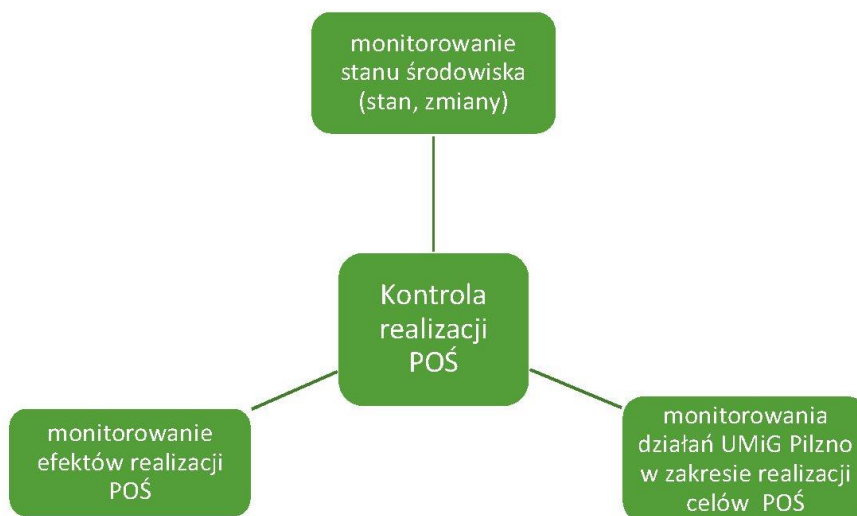 monitorowanie
stanu środowiska
(stan, zmiany)
Kontrola
realizacji
POŚ
monitorowanie
efektów realizacji
POŚ
monitorowania
działań UMiG Pilzno
w zakresie realizacji
celów POŚ